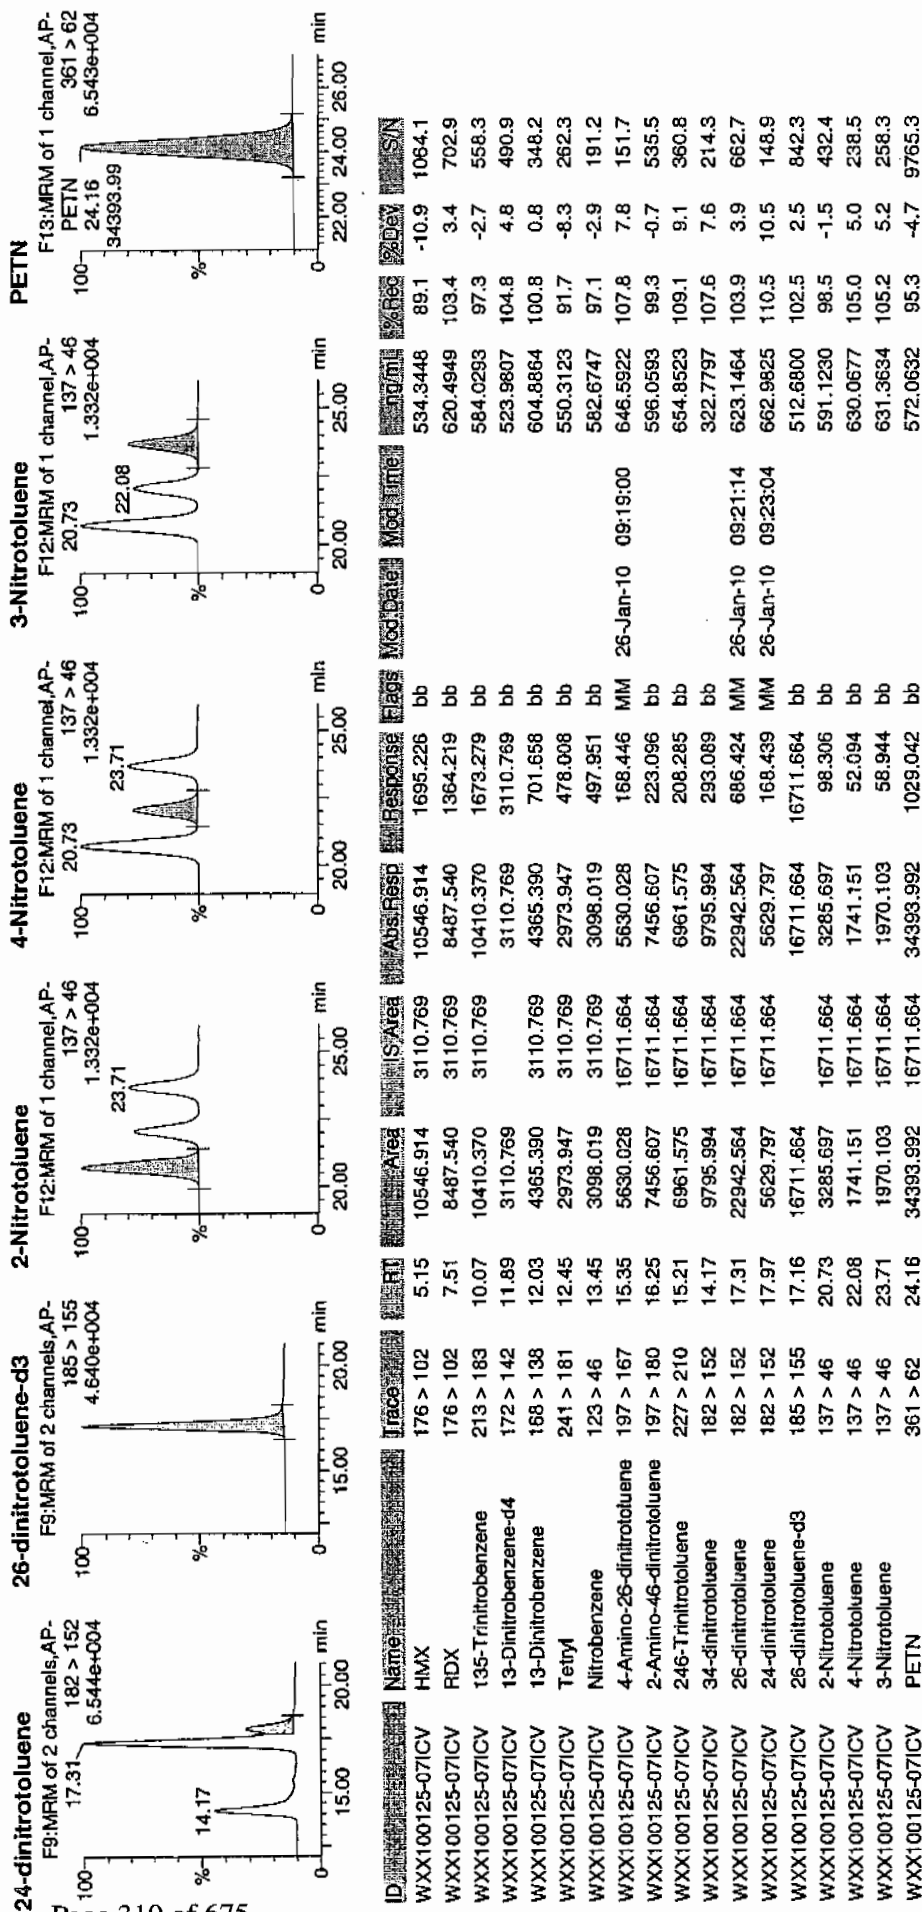 24-dinitrotoluene
F9:MRM of 2 channels,AP-
182 > 152
6.544e+004
17.31
14.17
100
%
0
15.00 20.00 min
26-dinitrotoluene-d3
F9:MRM of 2 channels,AP-
185 > 155
4.640e+004
100
%
0
15.00 20.00 min
2-Nitrotoluene
F12:MRM of 1 channel,AP-
137 > 46
1.332e+004
23.71
100
%
0
20.00 25.00 min
4-Nitrotoluene
F12:MRM of 1 channel,AP-
20.73
137 > 46
1.332e+004
23.71
100
%
0
20.00 25.00 min
3-Nitrotoluene
F12:MRM of 1 channel,AP-
20.73
137 > 46
1.332e+004
22.08
100
%
0
20.00 25.00
PETN
F13:MRM of 1 channel,AP-
PETN
24.16
34393.99
361 > 62
6.543e+004
100
%
0
22.00 24.00 26.00 min
ID Name Trace RT Area IS Area Abs.Resp Response Flags Mod.Date Mod.Time ng/mL %Rec %Dev S/N
WXX100125-07ICV HMX 176 > 102 5.15 10546.914 3110.769 10546.914 1695.226 bb 534.3448 89.1 -10.9 1064.1
WXX100125-07ICV RDX 176 > 102 7.51 8487.540 3110.769 8487.540 1364.219 bb 620.4949 103.4 3.4 702.9
WXX100125-07ICV 135-Trinitrobenzene 213 > 183 10.07 10410.370 3110.769 10410.370 1673.279 bb 584.0293 97.3 -2.7 558.3
WXX100125-07ICV 13-Dinitrobenzene-d4 172 > 142 11.89 3110.769 3110.769 3110.769 bb 523.9807 104.8 4.8 490.9
WXX100125-07ICV 13-Dinitrobenzene 168 > 138 12.03 4365.390 3110.769 4365.390 701.658 bb 604.8864 100.8 0.8 348.2
WXX100125-07ICV Tetryl 241 > 181 12.45 2973.947 3110.769 2973.947 478.008 bb 550.3123 91.7 -8.3 262.3
WXX100125-07ICV Nitrobenzene 123 > 46 13.45 3098.019 3110.769 3098.019 497.951 bb 582.6747 97.1 -2.9 191.2
WXX100125-07ICV 4-Amino-26-dinitrotoluene 197 > 167 15.35 5630.028 16711.664 5630.028 168.446 MM 26-Jan-10 09:19:00 646.5922 107.8 7.8 151.7
WXX100125-07ICV 2-Amino-46-dinitrotoluene 197 > 180 16.25 7456.607 16711.664 7456.607 223.096 bb 596.0593 99.3 -0.7 535.5
WXX100125-07ICV 246-Trinitrotoluene 227 > 210 15.21 6961.575 16711.664 6961.575 208.285 bb 654.8523 109.1 9.1 360.8
WXX100125-07ICV 34-dinitrotoluene 182 > 152 14.17 9795.994 16711.664 9795.994 293.089 bb 322.7797 107.6 7.6 214.3
WXX100125-07ICV 26-dinitrotoluene 182 > 152 17.31 22942.564 16711.664 22942.564 686.424 MM 26-Jan-10 09:21:14 623.1464 103.9 3.9 662.7
WXX100125-07ICV 24-dinitrotoluene 182 > 152 17.97 5629.797 16711.664 5629.797 168.439 MM 26-Jan-10 09:23:04 662.9825 110.5 10.5 148.9
WXX100125-07ICV 26-dinitrotoluene-d3 185 > 155 17.16 16711.664 16711.664 16711.664 bb 512.6800 102.5 2.5 842.3
WXX100125-07ICV 2-Nitrotoluene 137 > 46 20.73 3285.697 16711.664 3285.697 98.306 bb 591.1230 98.5 -1.5 432.4
WXX100125-07ICV 4-Nitrotoluene 137 > 46 22.08 1741.151 16711.664 1741.151 52.094 bb 630.0677 105.0 5.0 238.5
WXX100125-07ICV 3-Nitrotoluene 137 > 46 23.71 1970.103 16711.664 1970.103 58.944 bb 631.3634 105.2 5.2 258.3
WXX100125-07ICV PETN 361 > 62 24.16 34393.992 16711.664 34393.992 1029.042 bb 572.0632 95.3 -4.7 9765.3